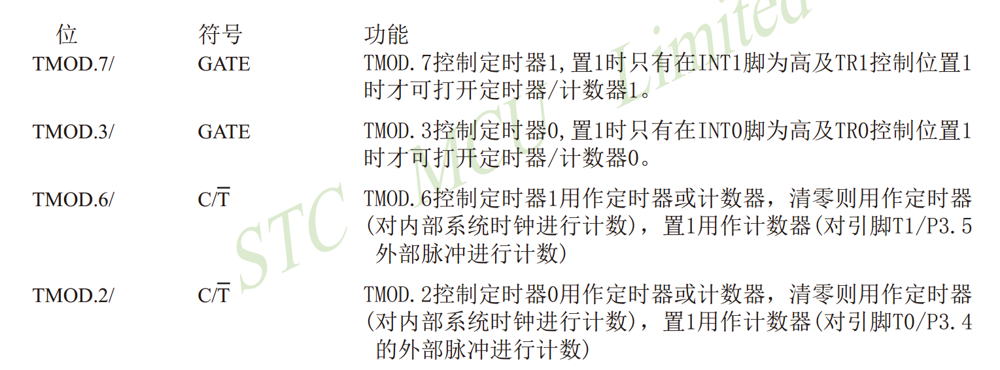 位 符号 功能
TMOD.7/ GATE TMOD.7控制定时器1,置1时只有在INT1脚为高及TR1控制位置1
时才可打开定时器/计数器1。
TMOD.3/ GATE TMOD.3控制定时器0,置1时只有在INT0脚为高及TR0控制位置1
时才可打开定时器/计数器0。
TMOD.6/ C/T̅ TMOD.6控制定时器1用作定时器或计数器，清零则用作定时器
(对内部系统时钟进行计数)，置1用作计数器(对引脚T1/P3.5
外部脉冲进行计数)
TMOD.2/ C/T̅ TMOD.2控制定时器0用作定时器或计数器，清零则用作定时器
(对内部系统时钟进行计数)，置1用作计数器(对引脚T0/P3.4
的外部脉冲进行计数)
STC MCU Limited